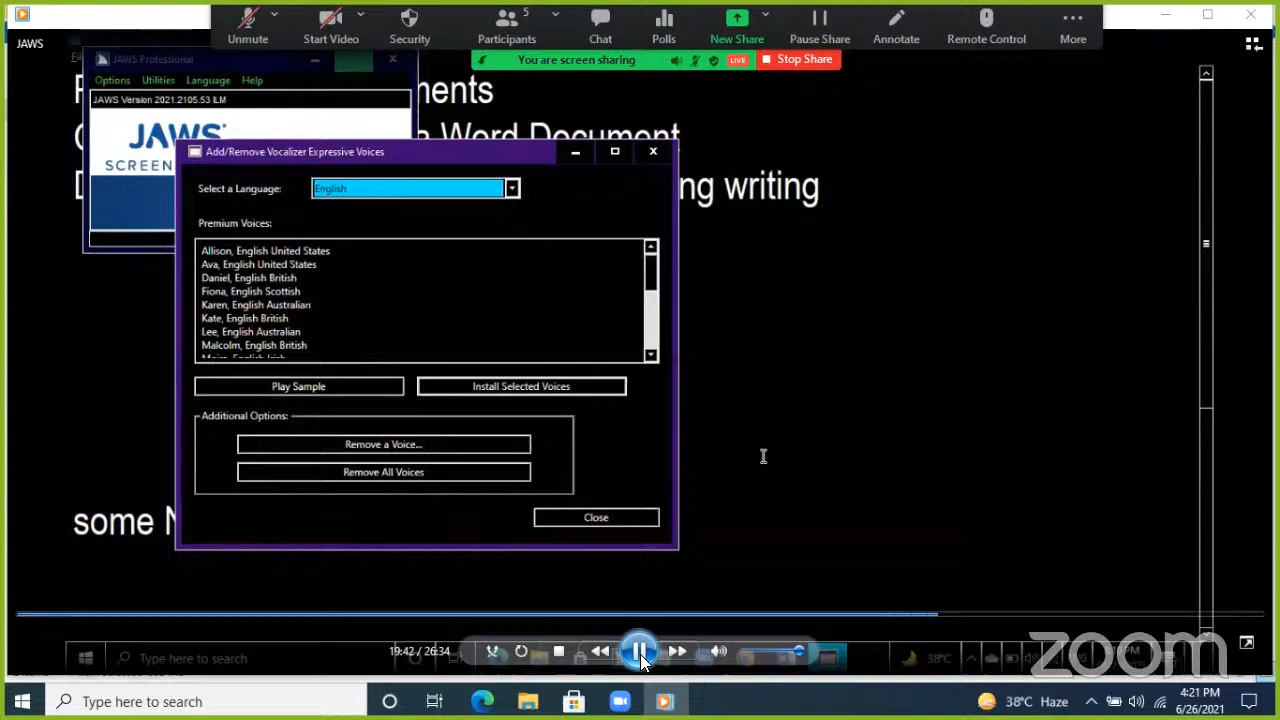 5
Unmute
Start Video
Security
Participants
Chat
Polls
New Share
Pause Share
Annotate
Remote Control
More
You are screen sharing
LIVE
Stop Share
JAWS
JAWS Professional
Options
Utilities
Language
Help
JAWS Version 2021.2105.53 ILM
JAWS
SCREEN
a Word Document
ng writing
Add/Remove Vocalizer Expressive Voices
Select a Language:
English
Premium Voices:
Allison, English United States
Ava, English United States
Daniel, English British
Fiona, English Scottish
Karen, English Australian
Kate, English British
Lee, English Australian
Malcolm, English British
Play Sample
Install Selected Voices
Additional Options:
Remove a Voice...
Remove All Voices
Close
some
19:42 / 26:34
Type here to search
38°C
zoom
Type here to search
38°C Haze
4:21 PM
6/26/2021